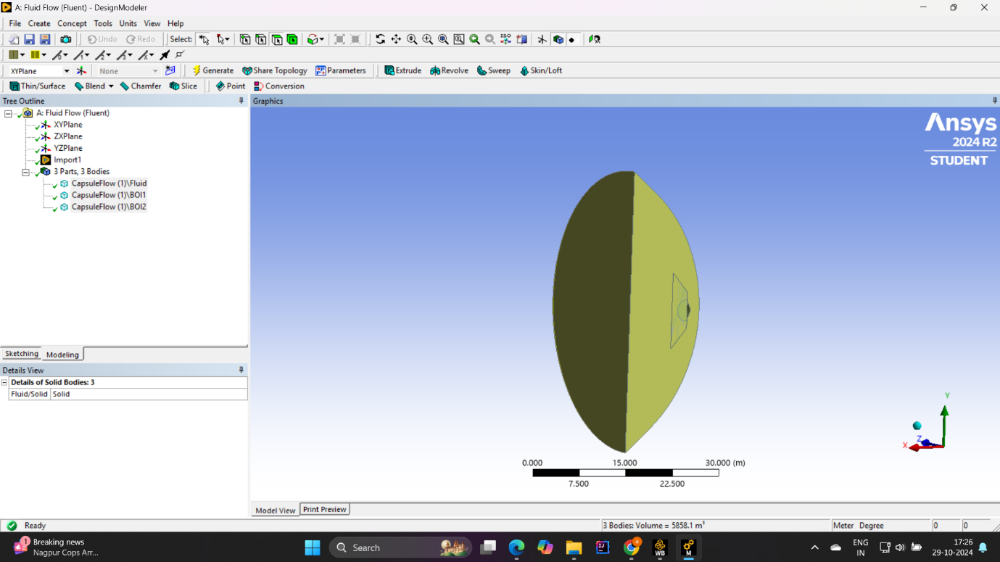 A: Fluid Flow (Fluent) - DesignModeler
File Create Concept Tools Units View Help
Undo Redo Select: ISO
XYPlane None Generate Share Topology Parameters Extrude Revolve Sweep Skin/Loft
Thin/Surface Blend Chamfer Slice Point Conversion
Tree Outline
A: Fluid Flow (Fluent)
XYPlane
ZXPlane
YZPlane
Import1
3 Parts, 3 Bodies
CapsuleFlow (1)\Fluid
CapsuleFlow (1)\BOI1
CapsuleFlow (1)\BOI2
Sketching Modeling
Details View
Details of Solid Bodies: 3
Fluid/Solid Solid
Graphics
Ansys
2024 R2
STUDENT
Y
Z
X
0.000 15.000 30.000 (m)
7.500 22.500
Model View Print Preview
Ready 3 Bodies: Volume = 5858.1 m³ Meter Degree 0 0
1
Breaking news
Nagpur Cops Arr...
Search
WB
M
ENG
IN
17:26
29-10-2024